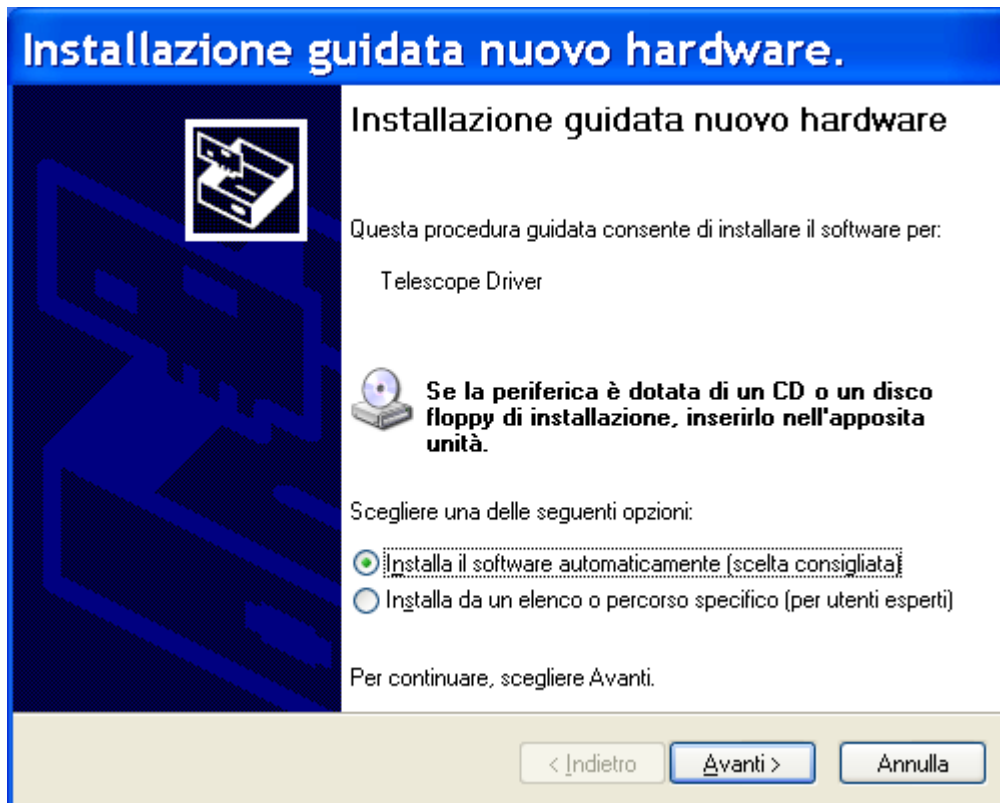 Installazione guidata nuovo hardware.
Installazione guidata nuovo hardware
Questa procedura guidata consente di installare il software per:
Telescope Driver
Se la periferica è dotata di un CD o un disco
floppy di installazione, inserirlo nell'apposita
unità.
Scegliere una delle seguenti opzioni:
Installa il software automaticamente (scelta consigliata)
Installa da un elenco o percorso specifico (per utenti esperti)
Per continuare, scegliere Avanti.
< Indietro Avanti > Annulla